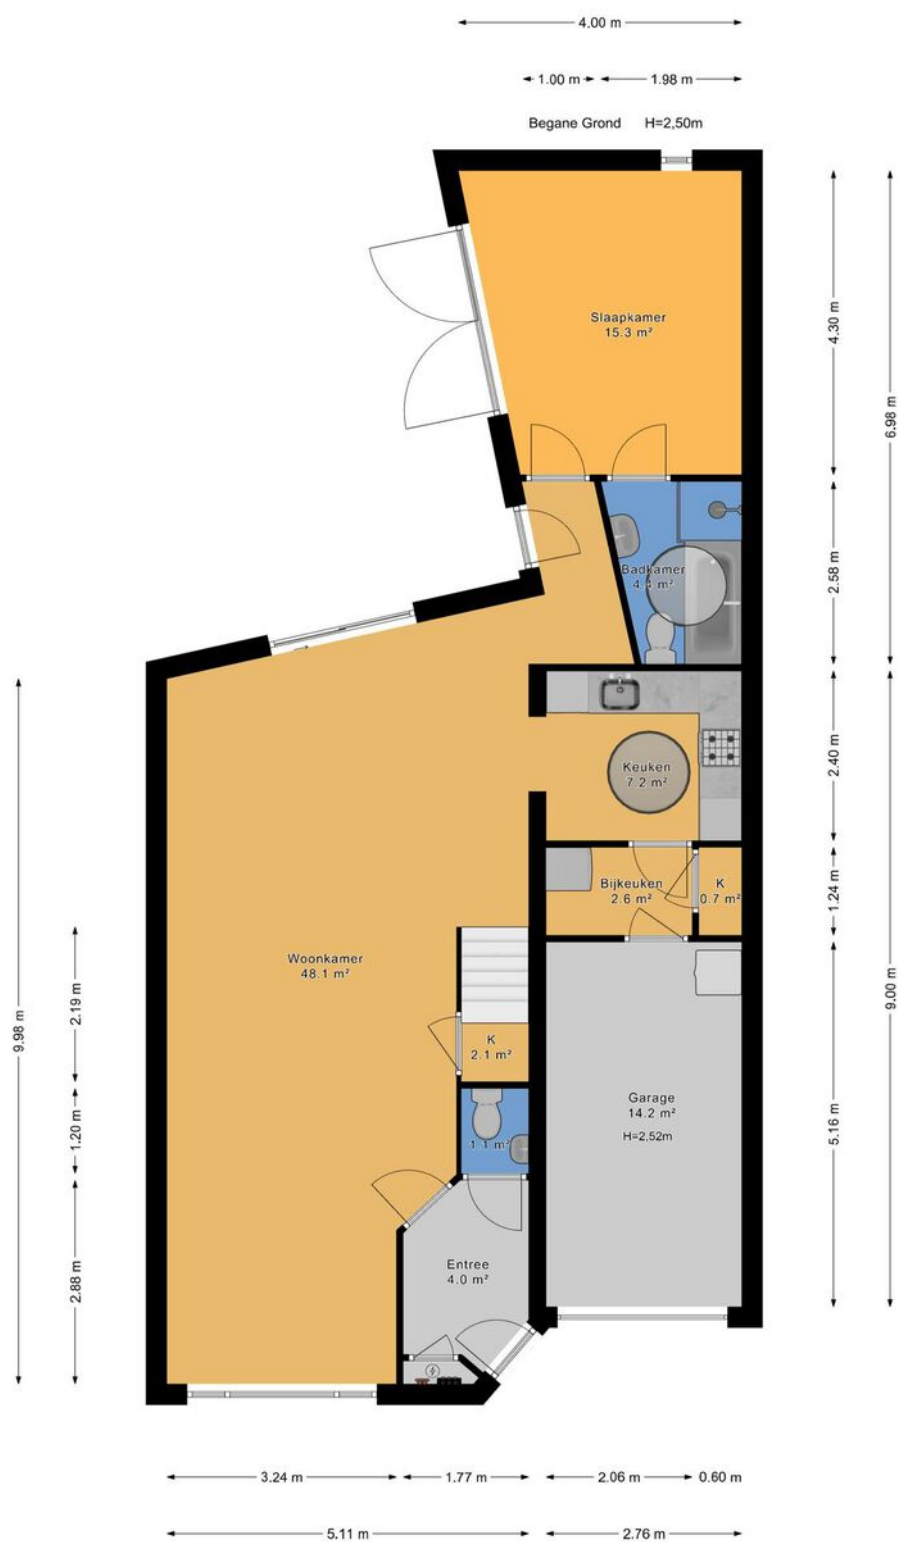 4.00 m
1.00 m
1.98 m
Begane Grond H=2,50m
Slaapkamer
15.3 m²
4.30 m
6.98 m
Badkamer
4.4 m²
2.58 m
Keuken
7.2 m²
2.40 m
Bijkeuken
2.6 m²
K
0.7 m²
1.24 m
Woonkamer
48.1 m²
9.98 m
2.19 m
K
2.1 m²
9.00 m
1.20 m
1.1 m²
Garage
14.2 m²
H=2,52m
5.16 m
2.88 m
Entree
4.0 m²
3.24 m
1.77 m
2.06 m
0.60 m
5.11 m
2.76 m